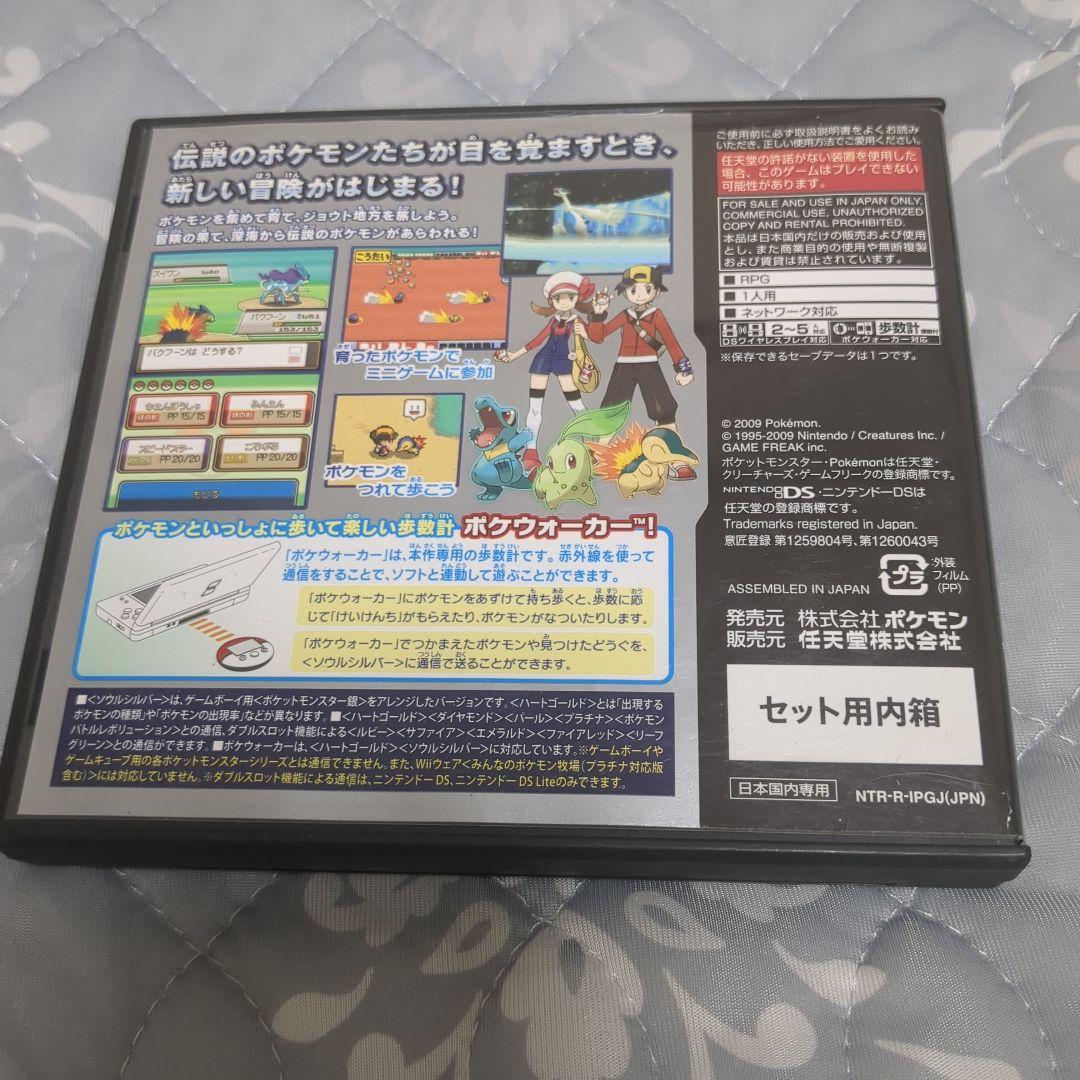 伝説のポケモンたちが目を覚ますとき、
新しい冒険がはじまる!
ポケモンを集めて育て、ジョウト地方を旅しよう。
冒険の果て、深海から伝説のポケモンがあらわれる!
スイクン
バクフーン
153/153
バクフーンは どうする?
ふんえん
PP 15/15
PP 15/15
スピードスター
PP 20/20
PP 20/20
もどる
こうたい
育ったポケモンで
ミニゲームに参加
ポケモンを
つれて歩こう
ポケモンといっしょに歩いて楽しい歩数計 ポケウォーカー™!
「ポケウォーカー」は、本作専用の歩数計です。赤外線を使って
通信をすることで、ソフトと連動して遊ぶことができます。
「ポケウォーカー」にポケモンをあずけて持ち歩くと、歩数に応
じて「けいけんち」がもらえたり、ポケモンがなついたりします。
「ポケウォーカー」でつかまえたポケモンや見つけたどうぐを、
<ソウルシルバー>に通信で送ることができます。
■<ソウルシルバー>は、ゲームボーイ用<ポケットモンスター銀>をアレンジしたバージョンです。<ハートゴールド>とは「出現する
ポケモンの種類」や「ポケモンの出現率」などが異なります。■<ハートゴールド><ダイヤモンド><パール><プラチナ><ポケモン
バトルレボリューション>との通信、ダブルスロット機能による<ルビー><サファイア><エメラルド><ファイアレッド><リーフ
グリーン>との通信ができます。■ポケウォーカーは、<ハートゴールド><ソウルシルバー>に対応しています。※ゲームボーイや
ゲームキューブ用の各ポケットモンスターシリーズとは通信できません。また、Wiiウェア<みんなのポケモン牧場(プラチナ対応版
含む)>には対応していません。※ダブルスロット機能による通信は、ニンテンドーDS、ニンテンドーDS Liteのみできます。
ご使用前に必ず取扱説明書をよくお読み
いただき、正しい使用方法でご愛用ください。
任天堂の許諾がない装置を使用した
場合、このゲームはプレイできない
可能性があります。
FOR SALE AND USE IN JAPAN ONLY.
COMMERCIAL USE, UNAUTHORIZED
COPY AND RENTAL PROHIBITED.
本品は日本国内だけの販売および使用
とし、また商業目的の使用や無断複製
および賃貸は禁止されています。
■RPG
■1人用
■ネットワーク対応
2~5人対応
DSワイヤレスプレイ対応
歩数計
ポケウォーカー対応
※保存できるセーブデータは1つです。
© 2009 Pokémon.
© 1995-2009 Nintendo / Creatures Inc. /
GAME FREAK inc.
ポケットモンスター・Pokémonは任天堂・
クリーチャーズ・ゲームフリークの登録商標です。
NINTENDO DS・ニンテンドーDSは
任天堂の登録商標です。
Trademarks registered in Japan.
意匠登録 第1259804号、第1260043号
ASSEMBLED IN JAPAN
プラ
:外装
フィルム
(PP)
発売元 株式会社ポケモン
販売元 任天堂株式会社
セット用内箱
日本国内専用
NTR-R-IPGJ(JPN)